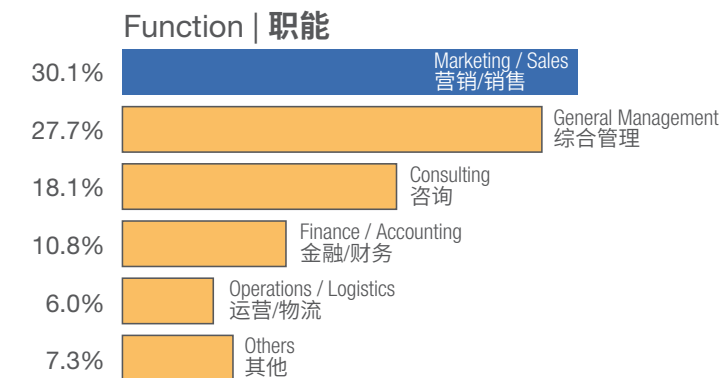 Function | 职能
30.1%
Marketing / Sales
营销/销售
27.7%
General Management
综合管理
18.1%
Consulting
咨询
10.8%
Finance / Accounting
金融/财务
6.0%
Operations / Logistics
运营/物流
7.3%
Others
其他